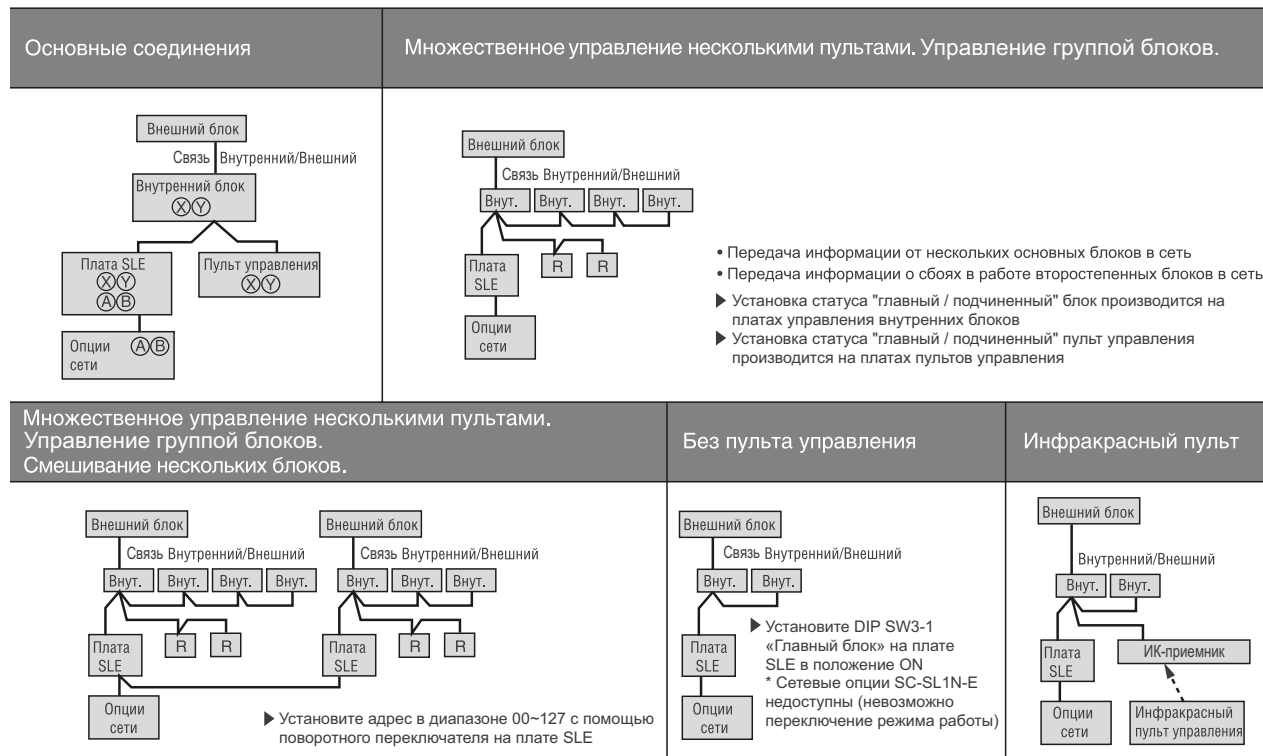 Основные соединения
Множественное управление несколькими пультами. Управление группой блоков.
Внешний блок
Связь Внутренний/Внешний
Внутренний блок
XY
Плата SLE
XY
AB
Пульт управления
XY
Опции AB
сети
Внешний блок
Связь Внутренний/Внешний
Внут. Внут. Внут. Внут.
Плата
SLE
R R
Опции
сети
• Передача информации от нескольких основных блоков в сеть
• Передача информации о сбоях в работе второстепенных блоков в сеть
▶ Установка статуса "главный / подчиненный" блок производится на
платах управления внутренних блоков
▶ Установка статуса "главный / подчиненный" пульт управления
производится на платах пультов управления
Множественное управление несколькими пультами.
Управление группой блоков.
Смешивание нескольких блоков.
Без пульта управления
Инфракрасный пульт
Внешний блок
Связь Внутренний/Внешний
Внут. Внут. Внут. Внут.
Плата
SLE
R R
Опции
сети
Внешний блок
Связь Внутренний/Внешний
Внут. Внут. Внут.
Плата
SLE
R R
▶ Установите адрес в диапазоне 00~127 с помощью
поворотного переключателя на плате SLE
Внешний блок
Связь Внутренний/Внешний
Внут. Внут.
Плата
SLE
Опции
сети
▶ Установите DIP SW3-1
«Главный блок» на плате
SLE в положение ON
* Сетевые опции SC-SL1N-E
недоступны (невозможно
переключение режима работы)
Внешний блок
Внутренний/Внешний
Внут. Внут.
Плата
SLE
ИК-приемник
Опции
сети
Инфракрасный
пульт управления